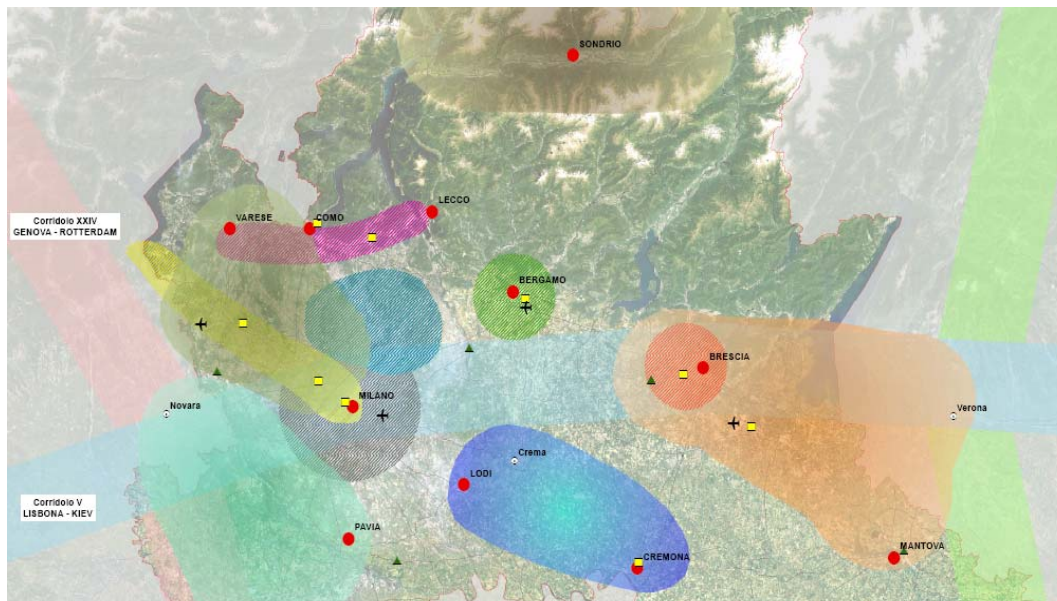 SONDRIO
LECCO
VARESE
COMO
Corridoio XXIV
GENOVA - ROTTERDAM
BERGAMO
BRESCIA
MILANO
Novara
Verona
Crema
LODI
Corridoio V
LISBONA - KIEV
PAVIA
MANTOVA
CREMONA